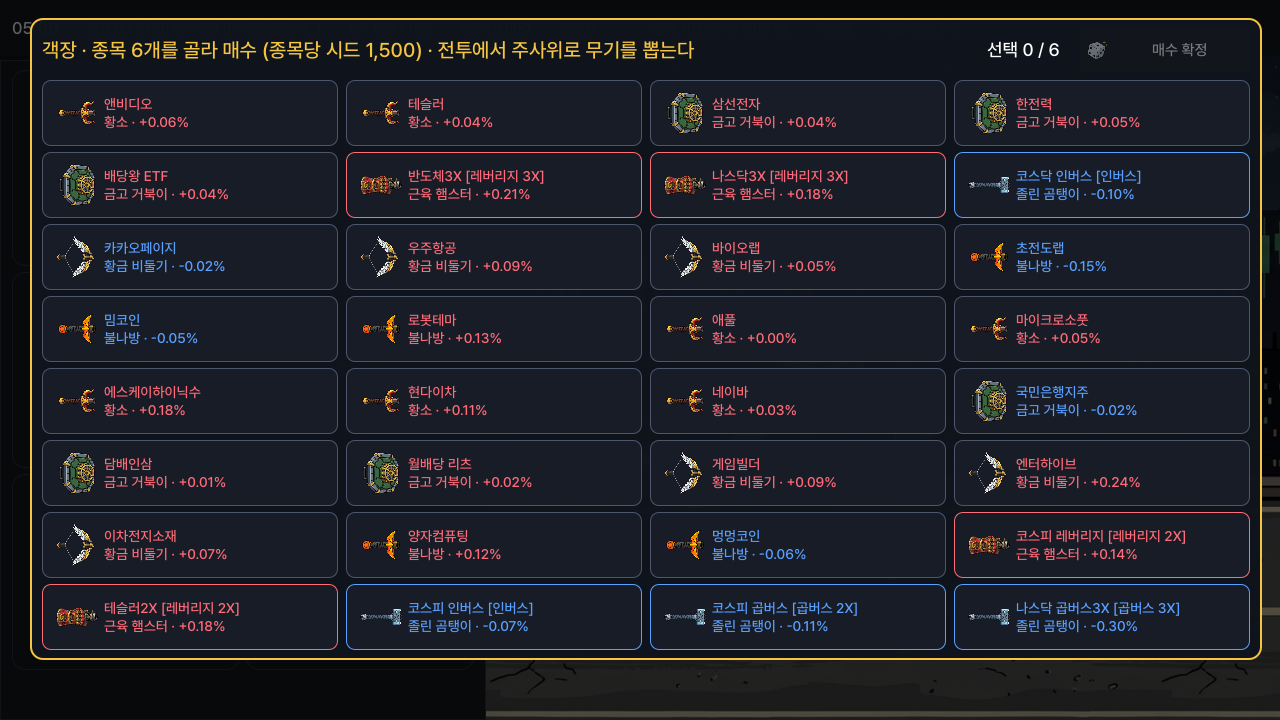 05
객장 · 종목 6개를 골라 매수 (종목당 시드 1,500) · 전투에서 주사위로 무기를 뽑는다
선택 0 / 6
매수 확정
앤비디오
황소 · +0.06%
테슬러
황소 · +0.04%
삼선전자
금고 거북이 · +0.04%
한전력
금고 거북이 · +0.05%
배당왕 ETF
금고 거북이 · +0.04%
반도체3X [레버리지 3X]
근육 햄스터 · +0.21%
나스닥3X [레버리지 3X]
근육 햄스터 · +0.18%
코스닥 인버스 [인버스]
졸린 곰탱이 · -0.10%
카카오페이지
황금 비둘기 · -0.02%
우주항공
황금 비둘기 · +0.09%
바이오랩
황금 비둘기 · +0.05%
초전도랩
불나방 · -0.15%
밈코인
불나방 · -0.05%
로봇테마
불나방 · +0.13%
애풀
황소 · +0.00%
마이크로소풋
황소 · +0.05%
에스케이하이닉수
황소 · +0.18%
현다이차
황소 · +0.11%
네이바
황소 · +0.03%
국민은행지주
금고 거북이 · -0.02%
담배인삼
금고 거북이 · +0.01%
월배당 리츠
금고 거북이 · +0.02%
게임빌더
황금 비둘기 · +0.09%
엔터하이브
황금 비둘기 · +0.24%
이차전지소재
황금 비둘기 · +0.07%
양자컴퓨팅
불나방 · +0.12%
멍멍코인
불나방 · -0.06%
코스피 레버리지 [레버리지 2X]
근육 햄스터 · +0.14%
테슬러2X [레버리지 2X]
근육 햄스터 · +0.18%
코스피 인버스 [인버스]
졸린 곰탱이 · -0.07%
코스피 곱버스 [곱버스 2X]
졸린 곰탱이 · -0.11%
나스닥 곱버스3X [곱버스 3X]
졸린 곰탱이 · -0.30%